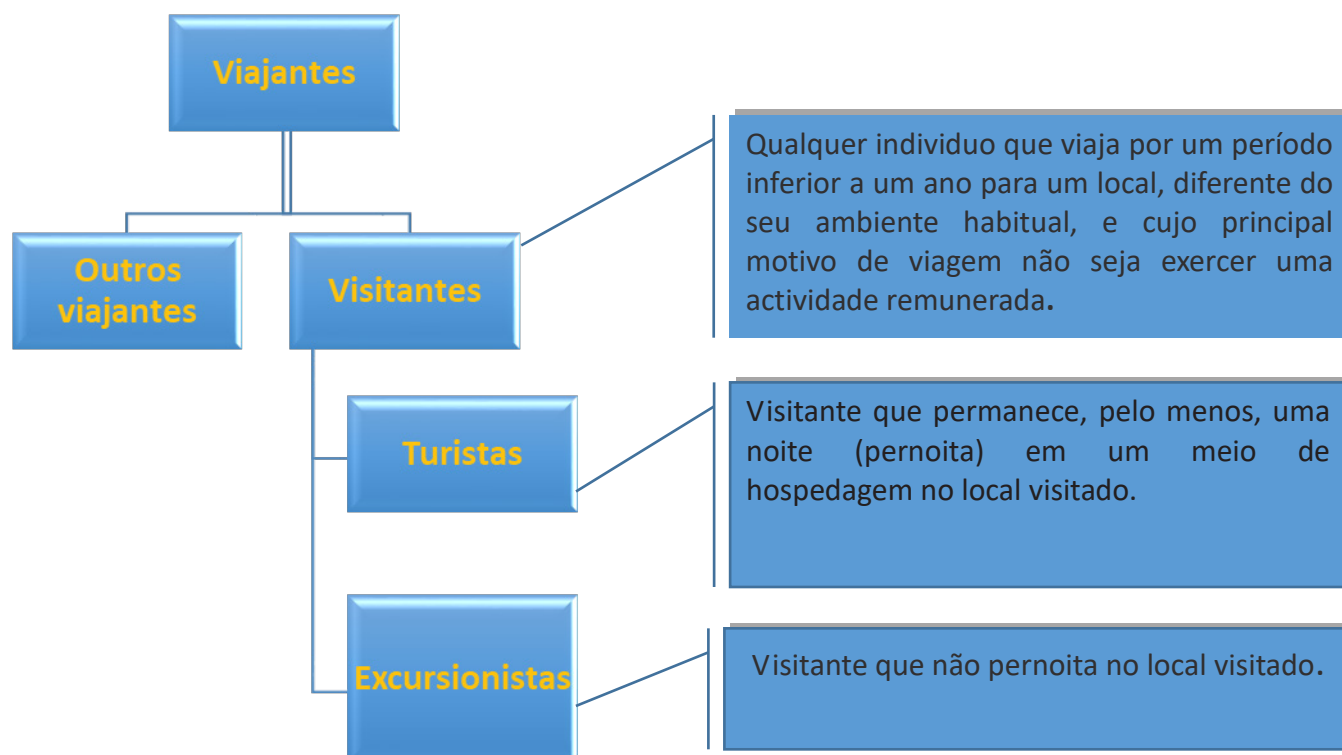 Viajantes
Qualquer individuo que viaja por um período
inferior a um ano para um local, diferente do
seu ambiente habitual, e cujo principal
motivo de viagem não seja exercer uma
actividade remunerada.
Outros
viajantes
Visitantes
Turistas
Visitante que permanece, pelo menos, uma
noite (pernoita) em um meio de
hospedagem no local visitado.
Excursionistas
Visitante que não pernoita no local visitado.